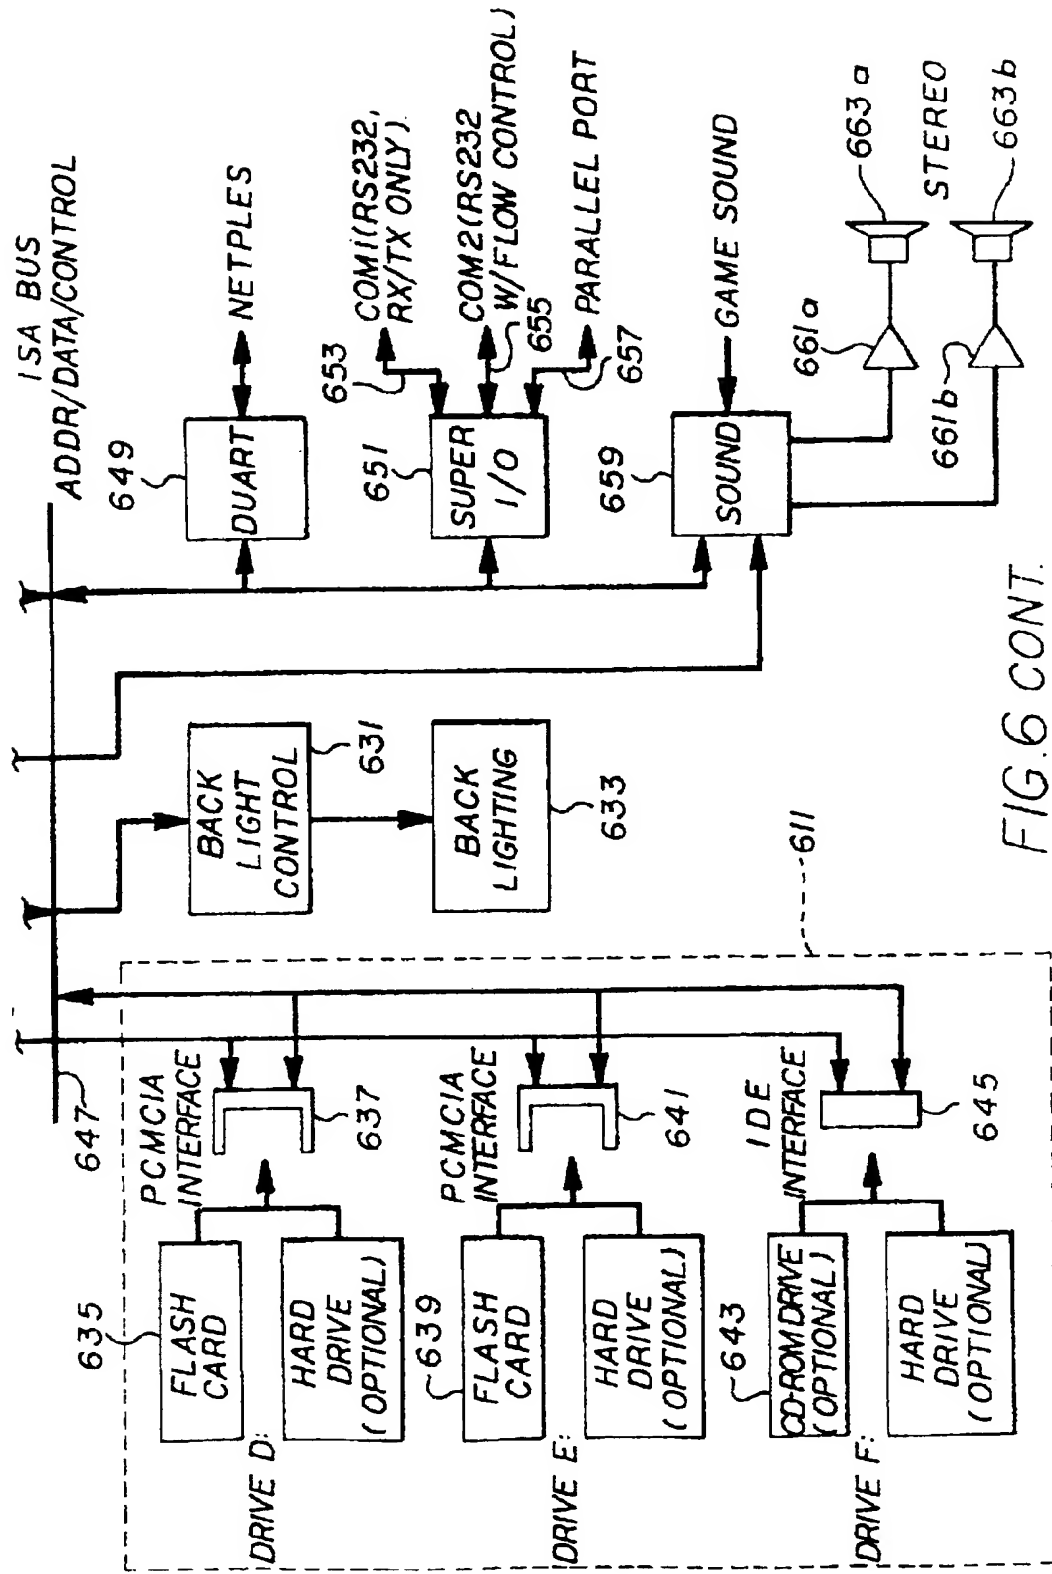 ISA BUS
ADDR/DATA/CONTROL
647
PCMCIA
INTERFACE
635
FLASH
CARD
637
DRIVE D:
HARD
DRIVE
(OPTIONAL)
PCMCIA
INTERFACE
639
FLASH
CARD
641
DRIVE E:
HARD
DRIVE
(OPTIONAL)
IDE
INTERFACE
643
CD-ROM DRIVE
(OPTIONAL)
645
DRIVE F:
HARD
DRIVE
(OPTIONAL)
611
BACK
LIGHT
CONTROL
631
BACK
LIGHTING
633
649
DUART
NETPLES
651
SUPER
I/O
653
COM1(RS232,
RX/TX ONLY).
COM2(RS232
W/FLOW CONTROL)
655
PARALLEL PORT
657
659
SOUND
GAME SOUND
661a
663a
STEREO
661b
663b
FIG.6 CONT.